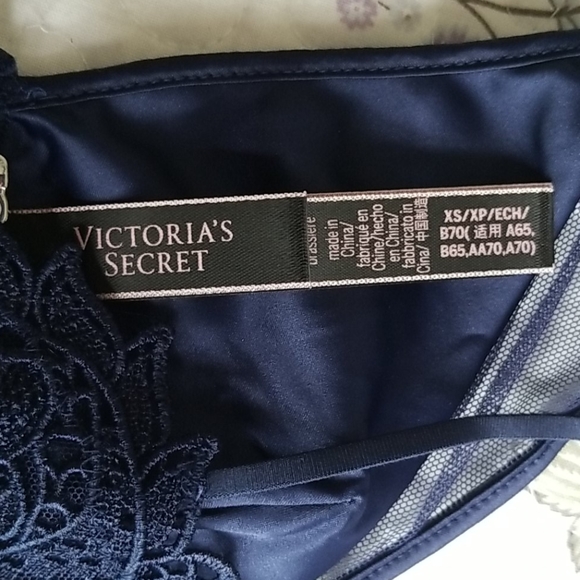 VICTORIA'S
SECRET
brassiere
made in
China/
fabriqué en
Chine/hecho
en China/
fabbricato in
Cina/ 中国制造
XS/XP/ECH/
B70( 适用 A65,
B65,AA70,A70)